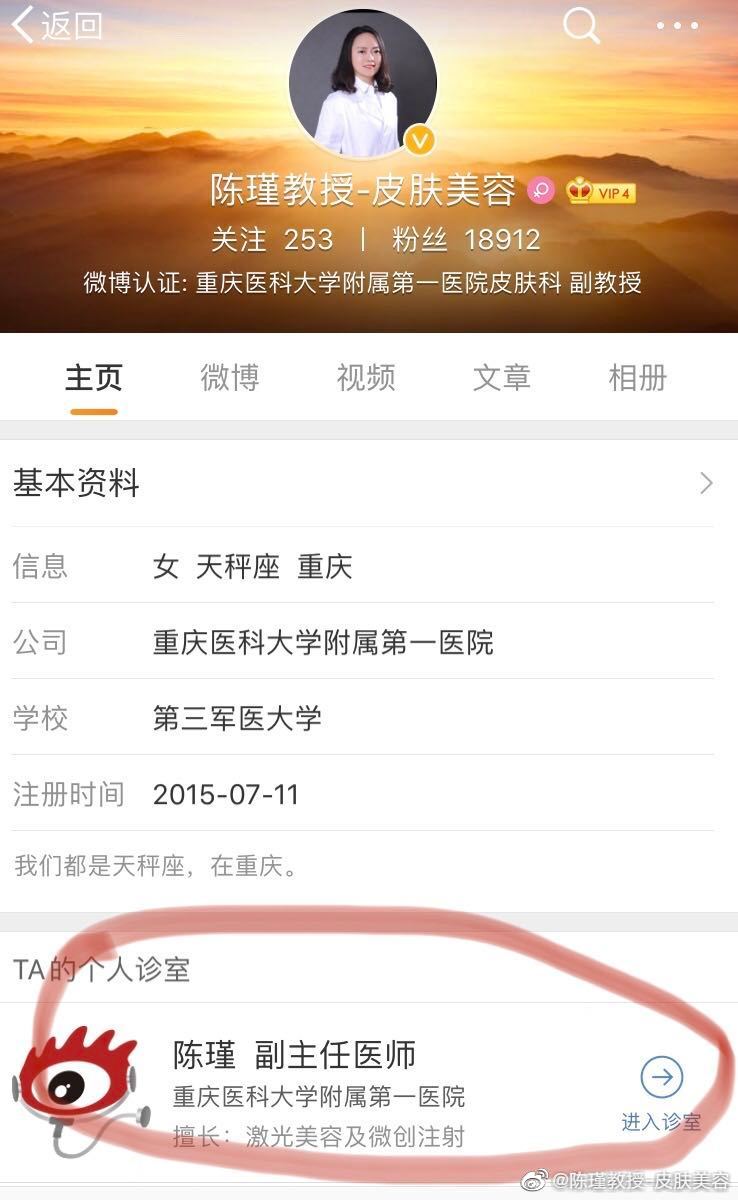 返回
陈瑾教授-皮肤美容 VIP 4
关注 253 | 粉丝 18912
微博认证: 重庆医科大学附属第一医院皮肤科 副教授
主页 微博 视频 文章 相册
基本资料
信息 女 天秤座 重庆
公司 重庆医科大学附属第一医院
学校 第三军医大学
注册时间 2015-07-11
我们都是天秤座，在重庆。
TA的个人诊室
陈瑾 副主任医师
重庆医科大学附属第一医院
进入诊室
擅长：激光美容及微创注射
@陈瑾教授-皮肤美容